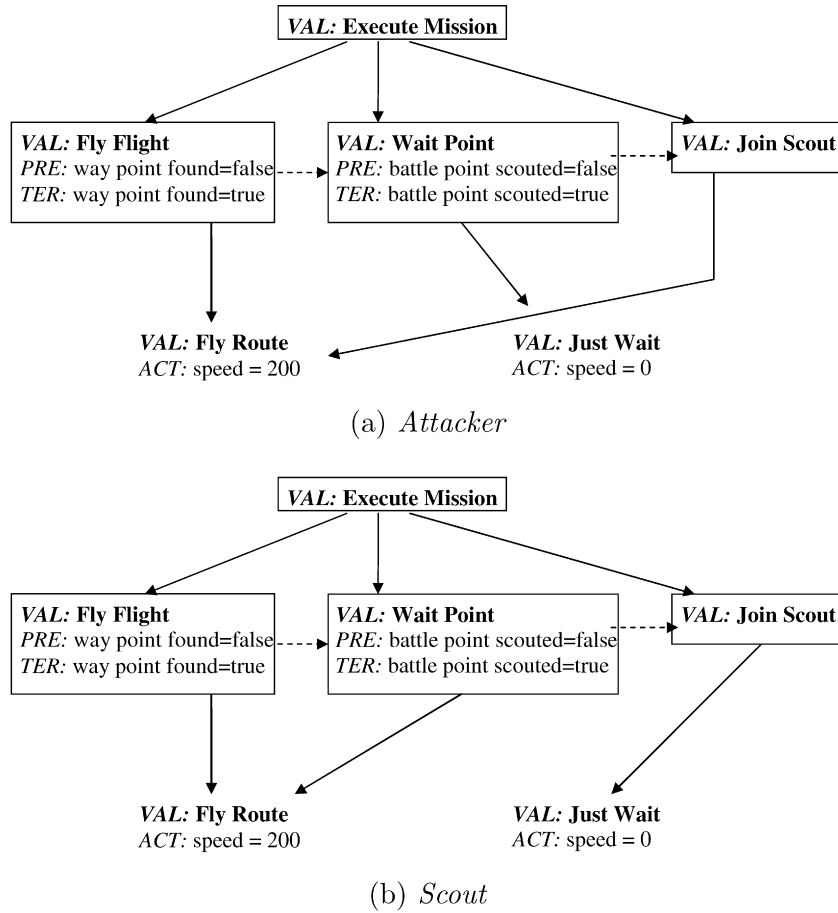 VAL: Execute Mission
VAL: Fly Flight
PRE: way point found=false
TER: way point found=true
VAL: Wait Point
PRE: battle point scouted=false
TER: battle point scouted=true
VAL: Join Scout
VAL: Fly Route
ACT: speed = 200
VAL: Just Wait
ACT: speed = 0
(a) Attacker
VAL: Execute Mission
VAL: Fly Flight
PRE: way point found=false
TER: way point found=true
VAL: Wait Point
PRE: battle point scouted=false
TER: battle point scouted=true
VAL: Join Scout
VAL: Fly Route
ACT: speed = 200
VAL: Just Wait
ACT: speed = 0
(b) Scout